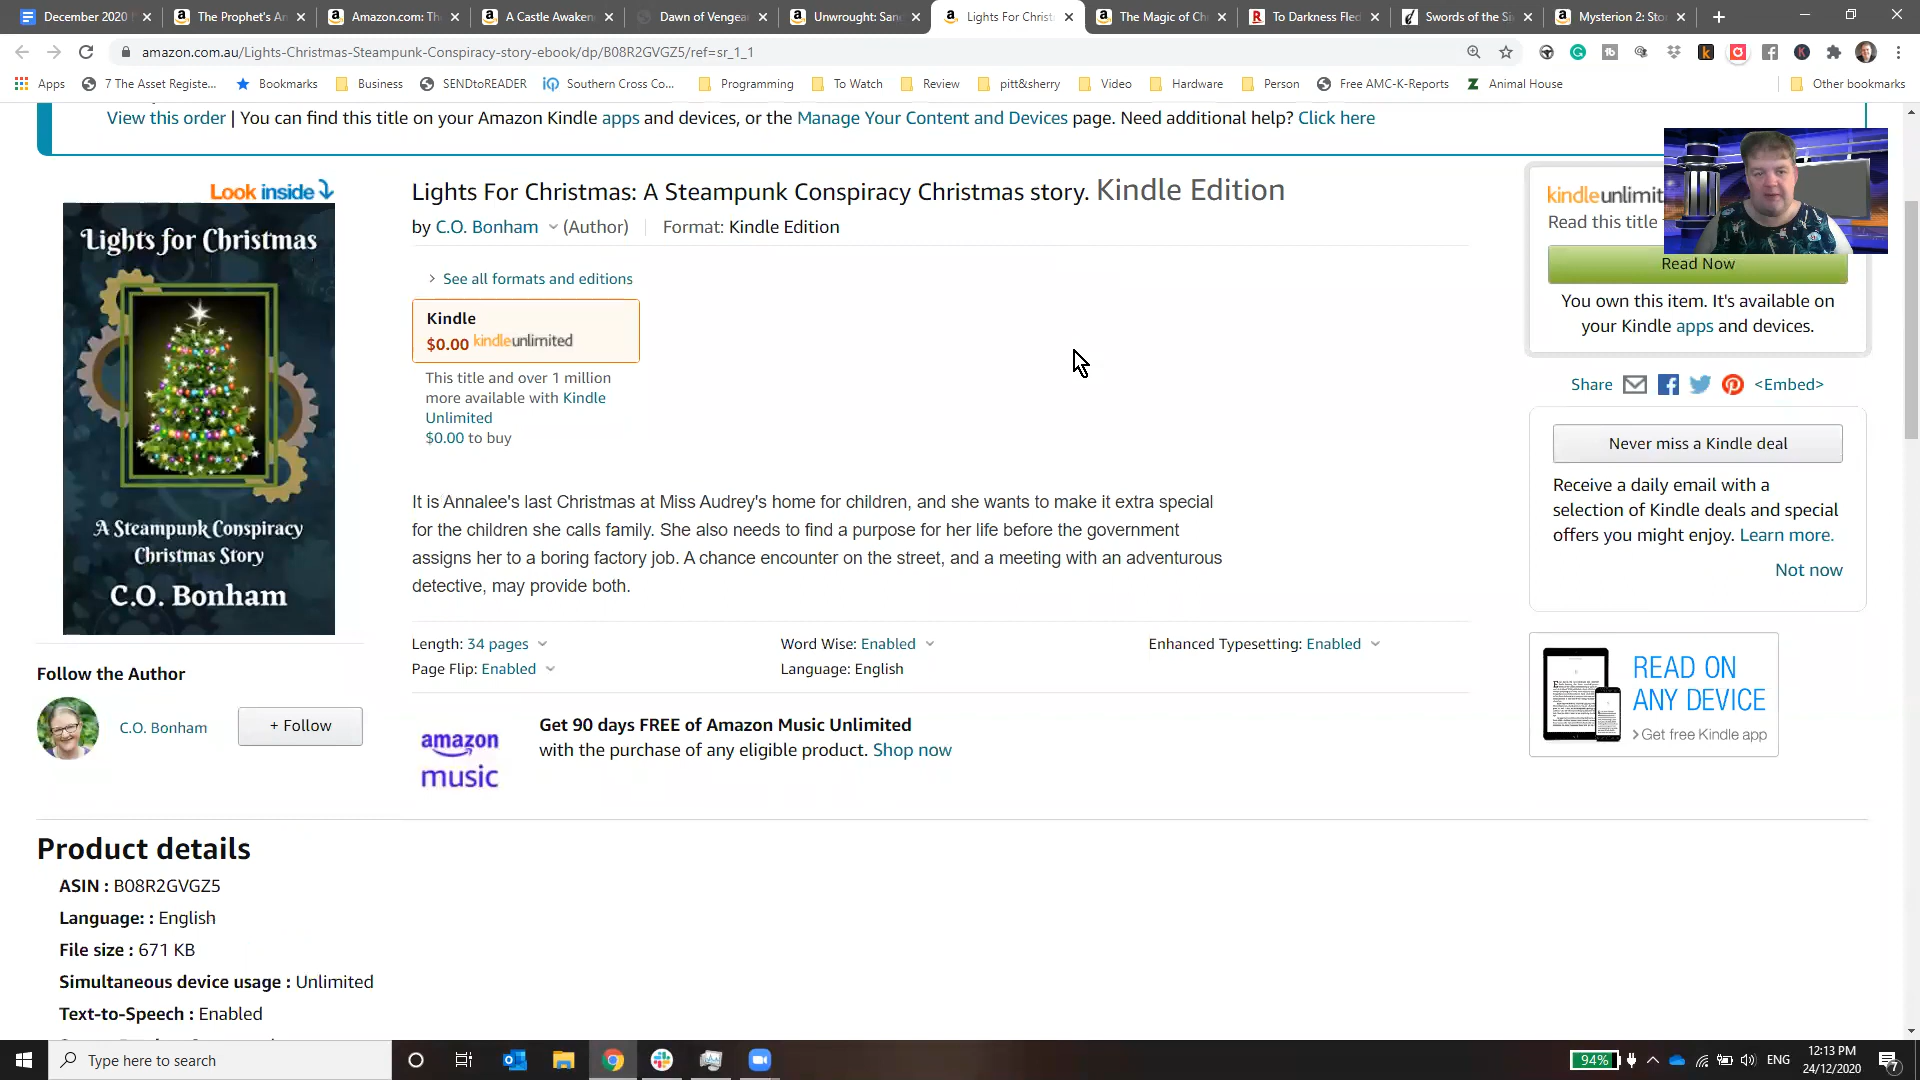 December 2020
The Prophet's An
Amazon.com: Th
A Castle Awaken
Dawn of Vengea
Unwrought: San
Lights For Christ
The Magic of Ch
To Darkness Fled
Swords of the Si
Mysterion 2: Sto
amazon.com.au/Lights-Christmas-Steampunk-Conspiracy-story-ebook/dp/B08R2GVGZ5/ref=sr_1_1
Apps 7 The Asset Registe... Bookmarks Business SENDtoREADER Southern Cross Co... Programming To Watch Review pitt&sherry Video Hardware Person Free AMC-K-Reports Animal House Other bookmarks
View this order | You can find this title on your Amazon Kindle apps and devices, or the Manage Your Content and Devices page. Need additional help? Click here
Look inside
Lights for Christmas
A Steampunk Conspiracy
Christmas Story
C.O. Bonham
Follow the Author
C.O. Bonham
+ Follow
Lights For Christmas: A Steampunk Conspiracy Christmas story. Kindle Edition
by C.O. Bonham (Author) Format: Kindle Edition
See all formats and editions
Kindle
$0.00 kindleunlimited
This title and over 1 million
more available with Kindle
Unlimited
$0.00 to buy
It is Annalee's last Christmas at Miss Audrey's home for children, and she wants to make it extra special
for the children she calls family. She also needs to find a purpose for her life before the government
assigns her to a boring factory job. A chance encounter on the street, and a meeting with an adventurous
detective, may provide both.
Length: 34 pages Word Wise: Enabled Enhanced Typesetting: Enabled
Page Flip: Enabled Language: English
amazon
music
Get 90 days FREE of Amazon Music Unlimited
with the purchase of any eligible product. Shop now
kindleunlimit
Read this title
Read Now
You own this item. It's available on
your Kindle apps and devices.
Share <Embed>
Never miss a Kindle deal
Receive a daily email with a
selection of Kindle deals and special
offers you might enjoy. Learn more.
Not now
READ ON
ANY DEVICE
Get free Kindle app
Product details
ASIN : B08R2GVGZ5
Language: : English
File size : 671 KB
Simultaneous device usage : Unlimited
Text-to-Speech : Enabled
Type here to search
94%
ENG
12:13 PM
24/12/2020
7